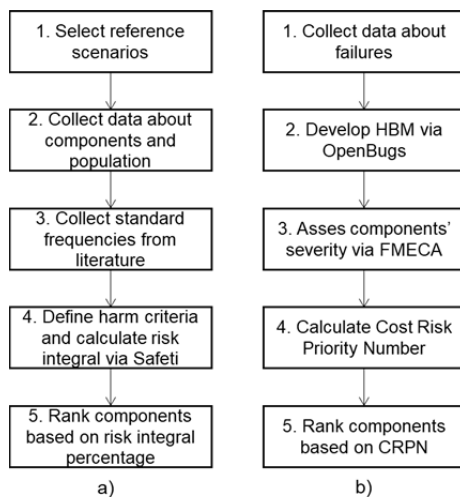 1. Select reference
scenarios
2. Collect data about
components and
population
3. Collect standard
frequencies from
literature
4. Define harm criteria
and calculate risk
integral via Safeti
5. Rank components
based on risk integral
percentage
a)
1. Collect data about
failures
2. Develop HBM via
OpenBugs
3. Asses components’
severity via FMECA
4. Calculate Cost Risk
Priority Number
5. Rank components
based on CRPN
b)